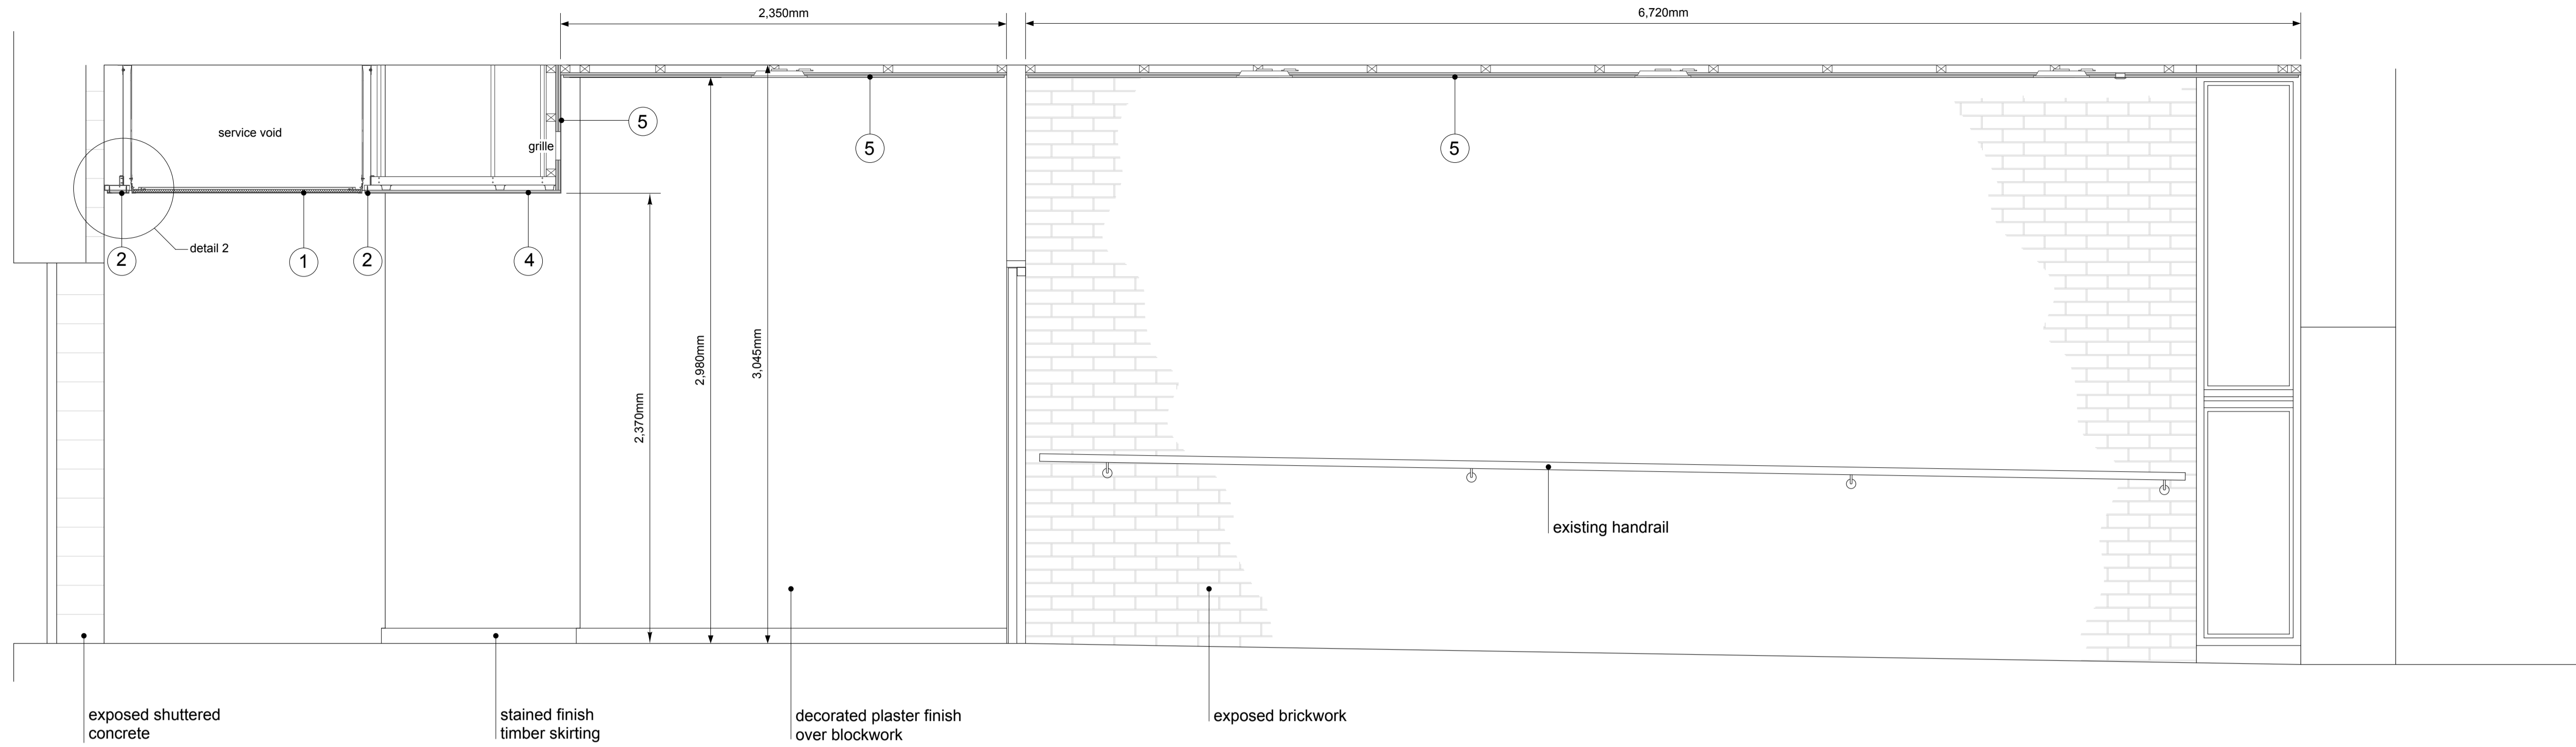 2,350mm
6,720mm
service void
grille
5
5
5
detail 2
2
1
2
4
2,370mm
2,980mm
3,045mm
existing handrail
exposed shuttered
concrete
stained finish
timber skirting
decorated plaster finish
over blockwork
exposed brickwork